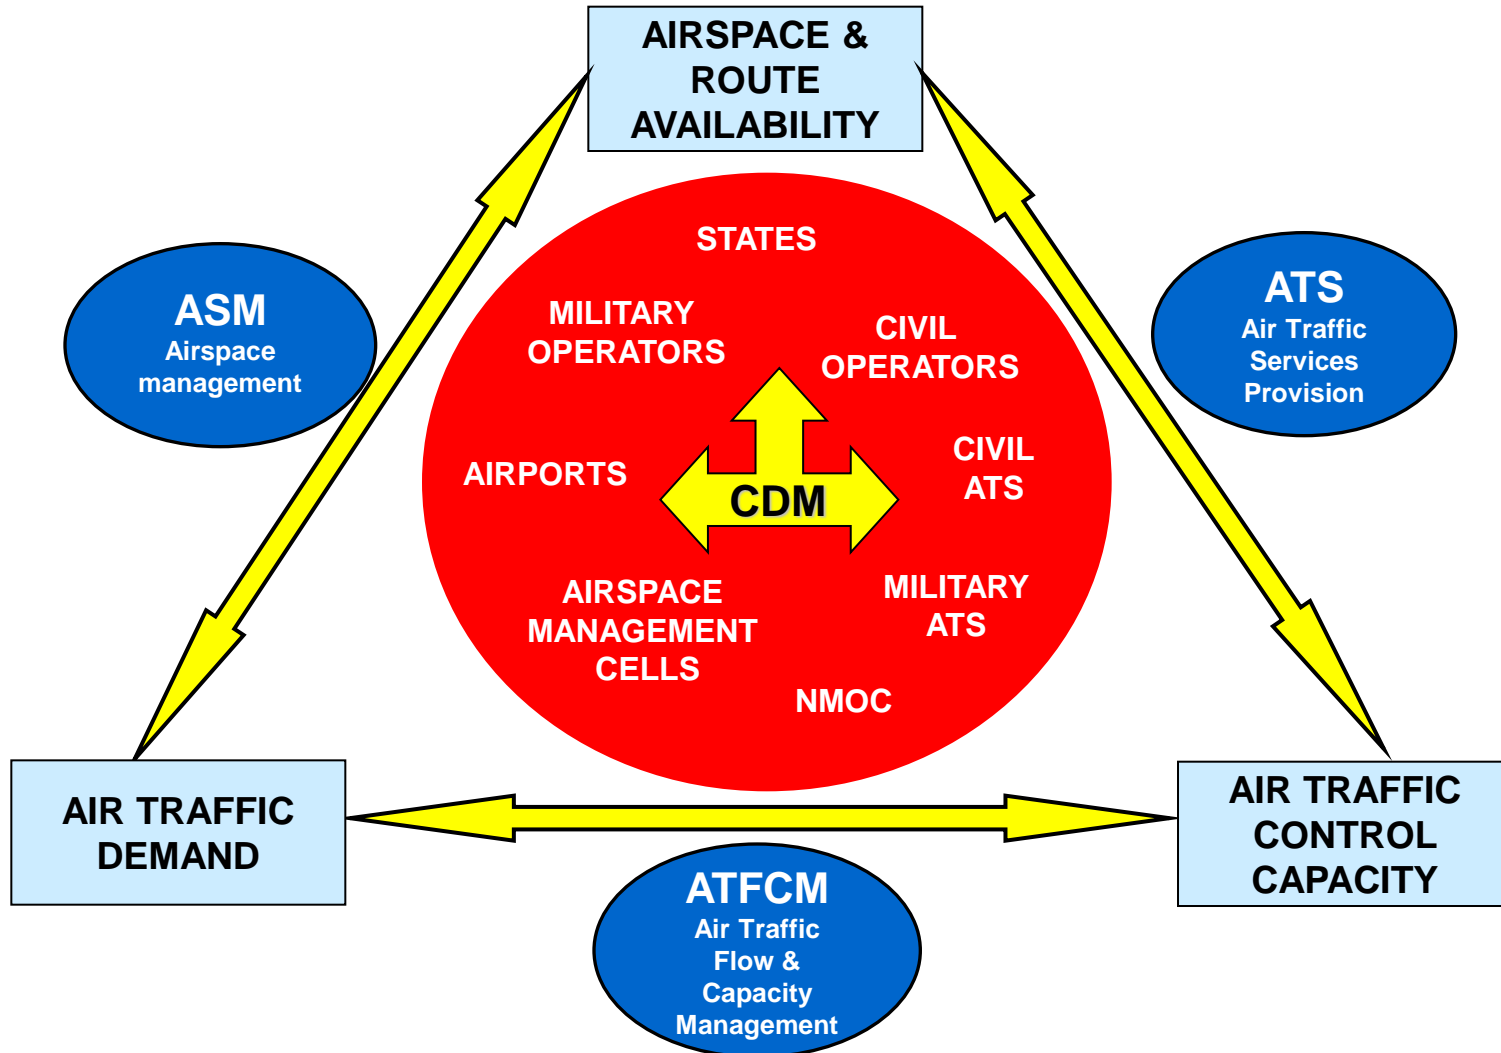 AIRSPACE &
ROUTE
AVAILABILITY
STATES
MILITARY
OPERATORS
CIVIL
OPERATORS
ASM
Airspace
management
ATS
Air Traffic
Services
Provision
AIRPORTS
CDM
CIVIL
ATS
AIRSPACE
MANAGEMENT
CELLS
MILITARY
ATS
NMOC
AIR TRAFFIC
DEMAND
AIR TRAFFIC
CONTROL
CAPACITY
ATFCM
Air Traffic
Flow &
Capacity
Management